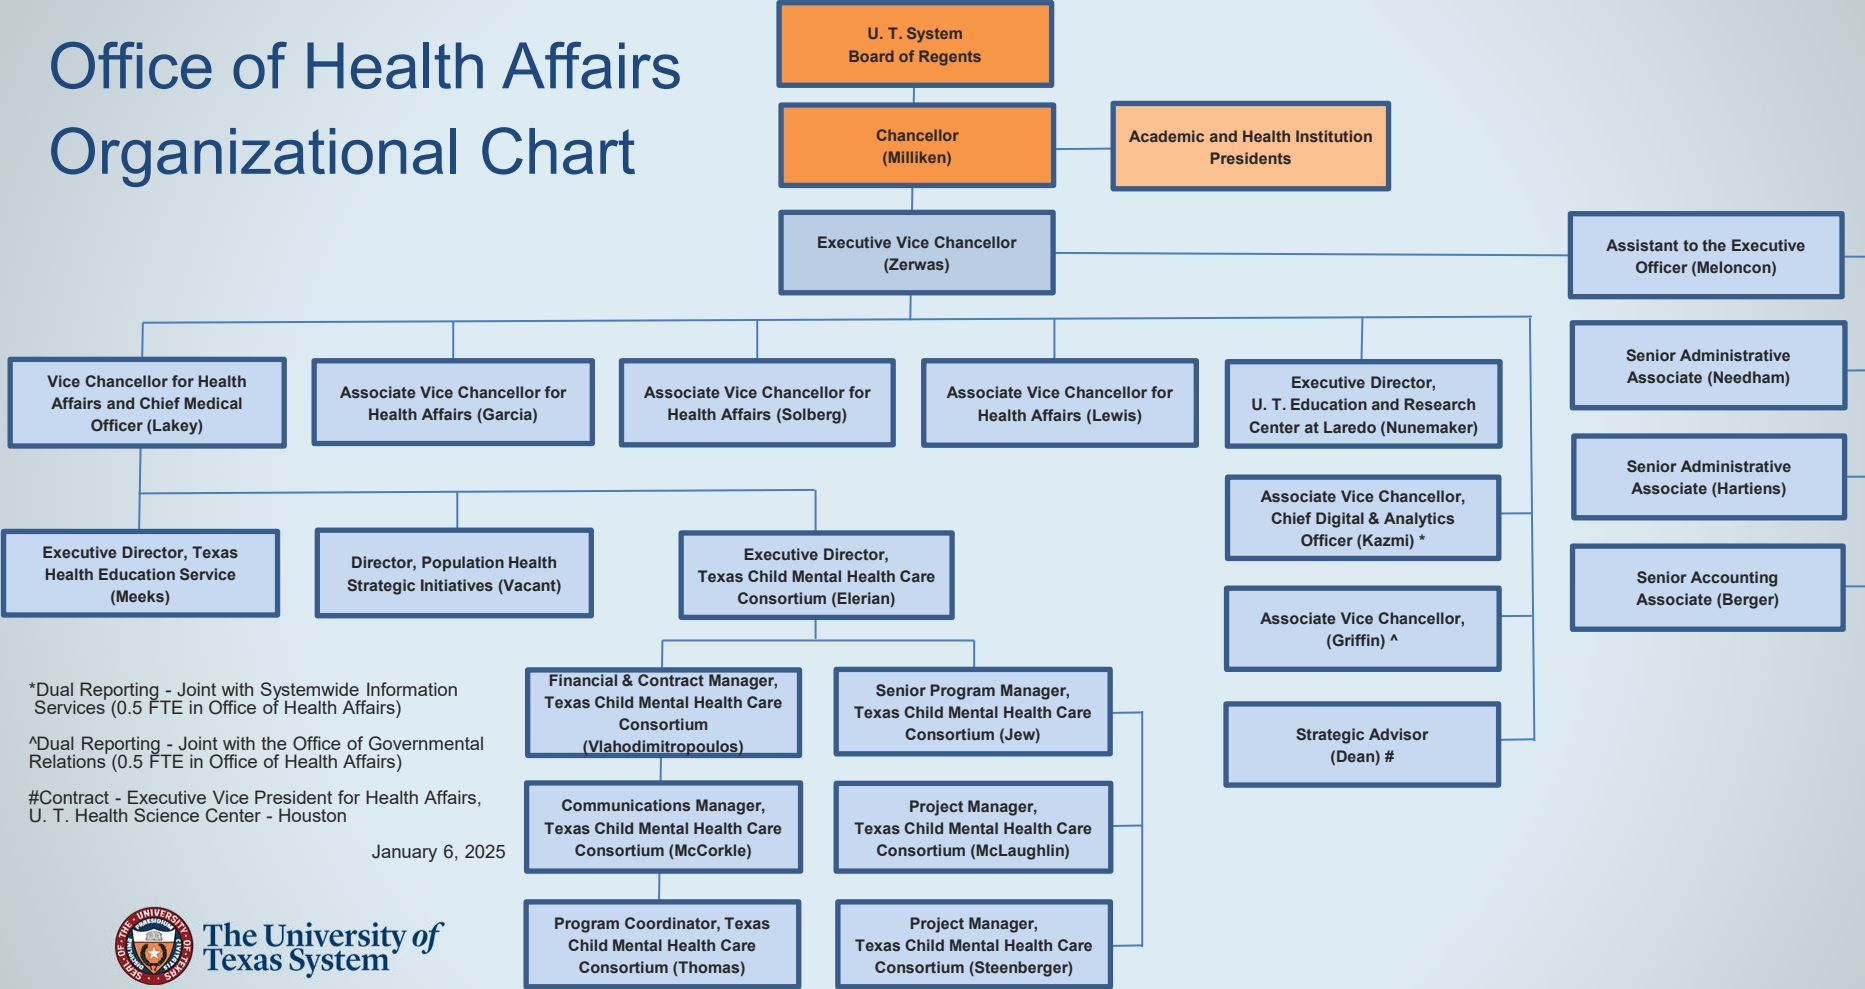 Office of Health Affairs
Organizational Chart
U. T. System
Board of Regents
Chancellor
(Milliken)
Academic and Health Institution
Presidents
Executive Vice Chancellor
(Zerwas)
Assistant to the Executive
Officer (Meloncon)
Senior Administrative
Associate (Needham)
Senior Administrative
Associate (Hartiens)
Senior Accounting
Associate (Berger)
Vice Chancellor for Health
Affairs and Chief Medical
Officer (Lakey)
Associate Vice Chancellor for
Health Affairs (Garcia)
Associate Vice Chancellor for
Health Affairs (Solberg)
Associate Vice Chancellor for
Health Affairs (Lewis)
Executive Director,
U. T. Education and Research
Center at Laredo (Nunemaker)
Associate Vice Chancellor,
Chief Digital & Analytics
Officer (Kazmi) *
Associate Vice Chancellor,
(Griffin) ^
Strategic Advisor
(Dean) #
Executive Director, Texas
Health Education Service
(Meeks)
Director, Population Health
Strategic Initiatives (Vacant)
Executive Director,
Texas Child Mental Health Care
Consortium (Elerian)
Financial & Contract Manager,
Texas Child Mental Health Care
Consortium
(Vlahodimitropoulos)
Senior Program Manager,
Texas Child Mental Health Care
Consortium (Jew)
Communications Manager,
Texas Child Mental Health Care
Consortium (McCorkle)
Project Manager,
Texas Child Mental Health Care
Consortium (McLaughlin)
Program Coordinator, Texas
Child Mental Health Care
Consortium (Thomas)
Project Manager,
Texas Child Mental Health Care
Consortium (Steenberger)
*Dual Reporting - Joint with Systemwide Information
Services (0.5 FTE in Office of Health Affairs)
^Dual Reporting - Joint with the Office of Governmental
Relations (0.5 FTE in Office of Health Affairs)
#Contract - Executive Vice President for Health Affairs,
U. T. Health Science Center - Houston
January 6, 2025
SEAL · OF · THE · UNIVERSITY · OF · TEXAS
The University of
Texas System